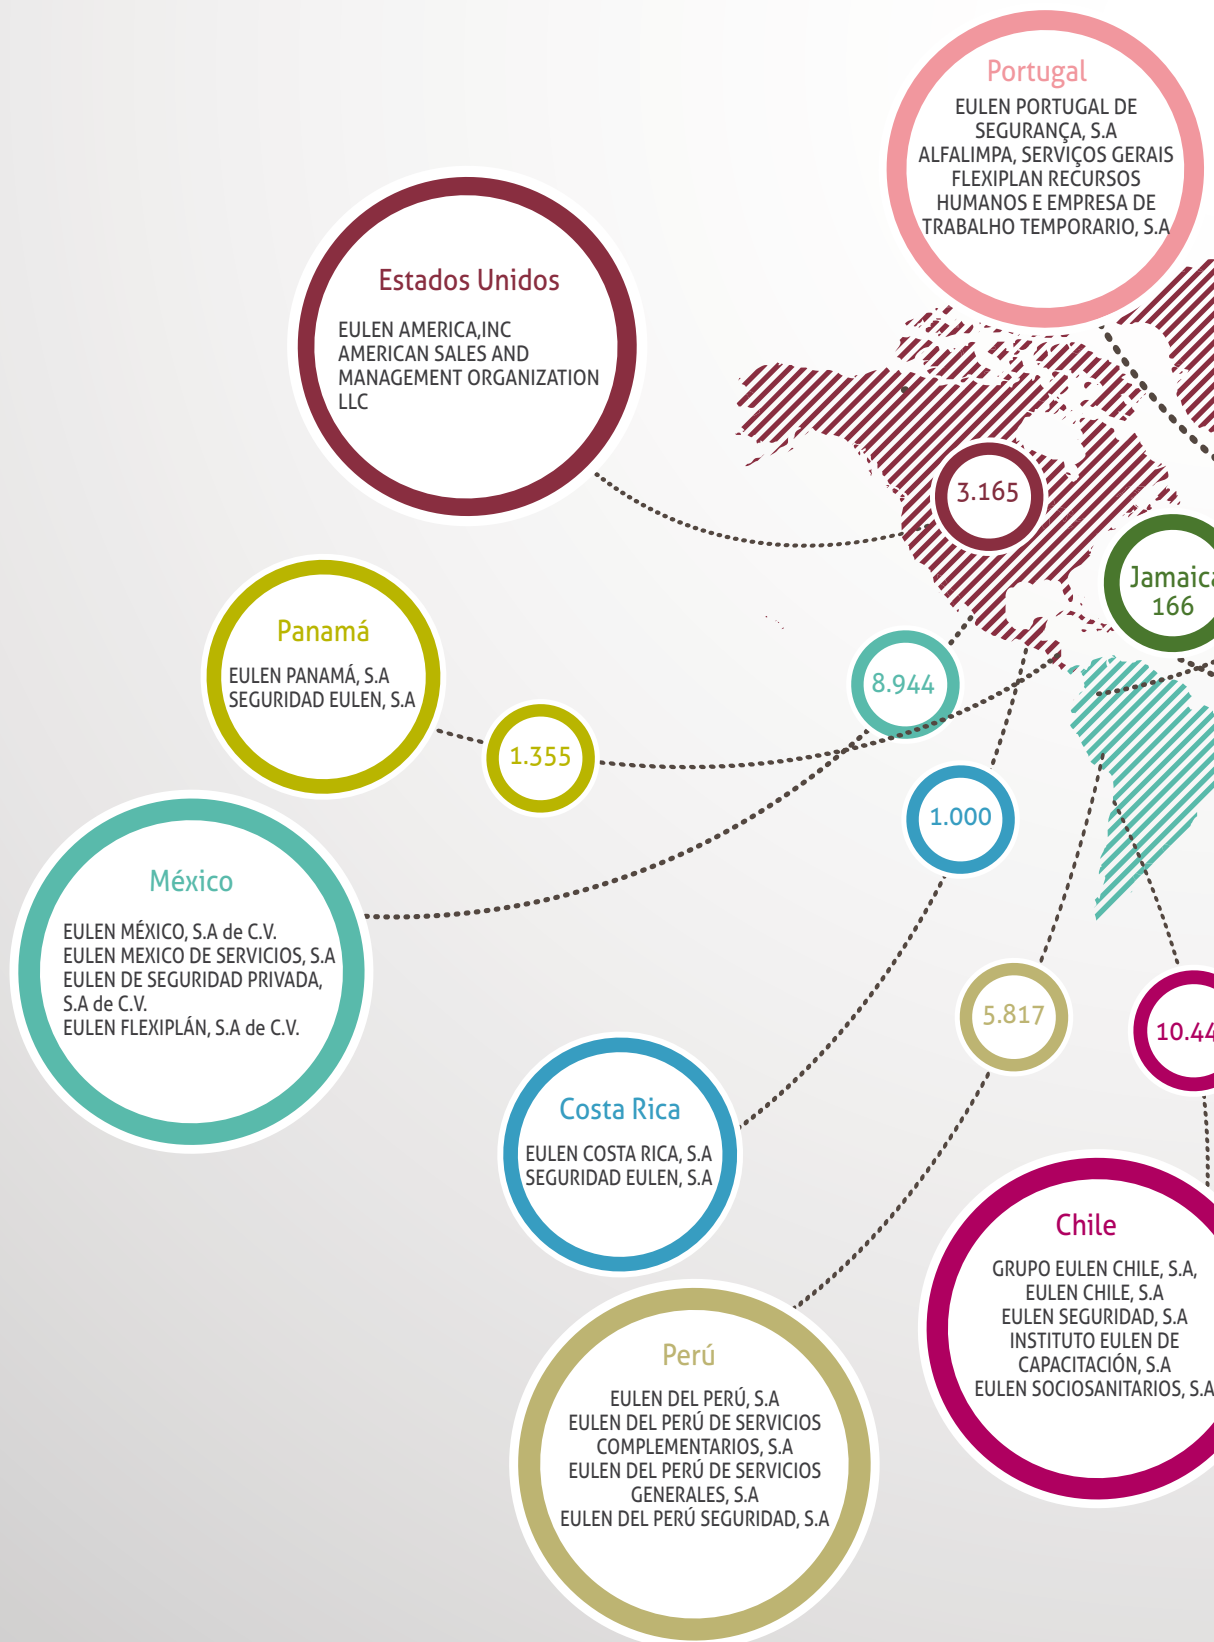 Portugal
EULEN PORTUGAL DE
SEGURANÇA, S.A
ALFALIMPA, SERVIÇOS GERAIS
FLEXIPLAN RECURSOS
HUMANOS E EMPRESA DE
TRABALHO TEMPORARIO, S.A
Estados Unidos
EULEN AMERICA,INC
AMERICAN SALES AND
MANAGEMENT ORGANIZATION
LLC
3.165
Jamaica
166
Panamá
EULEN PANAMÁ, S.A
SEGURIDAD EULEN, S.A
8.944
1.355
1.000
México
EULEN MÉXICO, S.A de C.V.
EULEN MEXICO DE SERVICIOS, S.A
EULEN DE SEGURIDAD PRIVADA,
S.A de C.V.
EULEN FLEXIPLÁN, S.A de C.V.
5.817
10.44
Costa Rica
EULEN COSTA RICA, S.A
SEGURIDAD EULEN, S.A
Chile
GRUPO EULEN CHILE, S.A,
EULEN CHILE, S.A
EULEN SEGURIDAD, S.A
INSTITUTO EULEN DE
CAPACITACIÓN, S.A
EULEN SOCIOSANITARIOS, S.A
Perú
EULEN DEL PERÚ, S.A
EULEN DEL PERÚ DE SERVICIOS
COMPLEMENTARIOS, S.A
EULEN DEL PERÚ DE SERVICIOS
GENERALES, S.A
EULEN DEL PERÚ SEGURIDAD, S.A